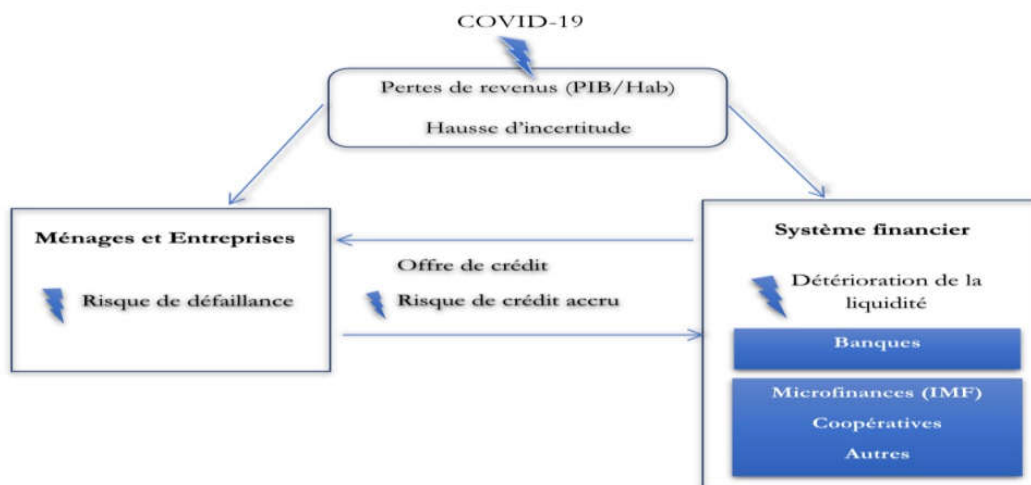 COVID-19
Pertes de revenus (PIB/Hab)
Hausse d'incertitude
Ménages et Entreprises
Risque de défaillance
Offre de crédit
Risque de crédit accru
Système financier
Détérioration de la
liquidité
Banques
Microfinances (IMF)
Coopératives
Autres